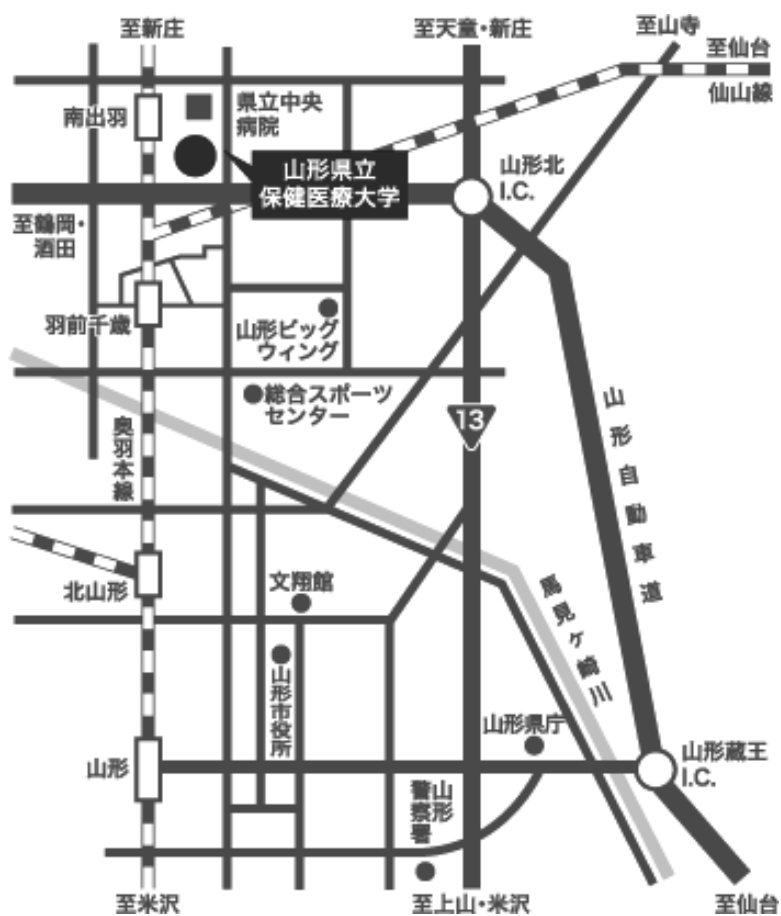 至新庄
至天童・新庄
至山寺
至仙台
仙山線
南出羽
県立中央
病院
山形県立
保健医療大学
山形北
I.C.
至鶴岡・
酒田
羽前千歳
山形ビッグ
ウィング
総合スポーツ
センター
13
山形自動車道
奥羽本線
北山形
文翔館
馬見ヶ崎川
山形市役所
山形県庁
山形
山形蔵王
I.C.
山形
警察署
至米沢
至上山・米沢
至仙台